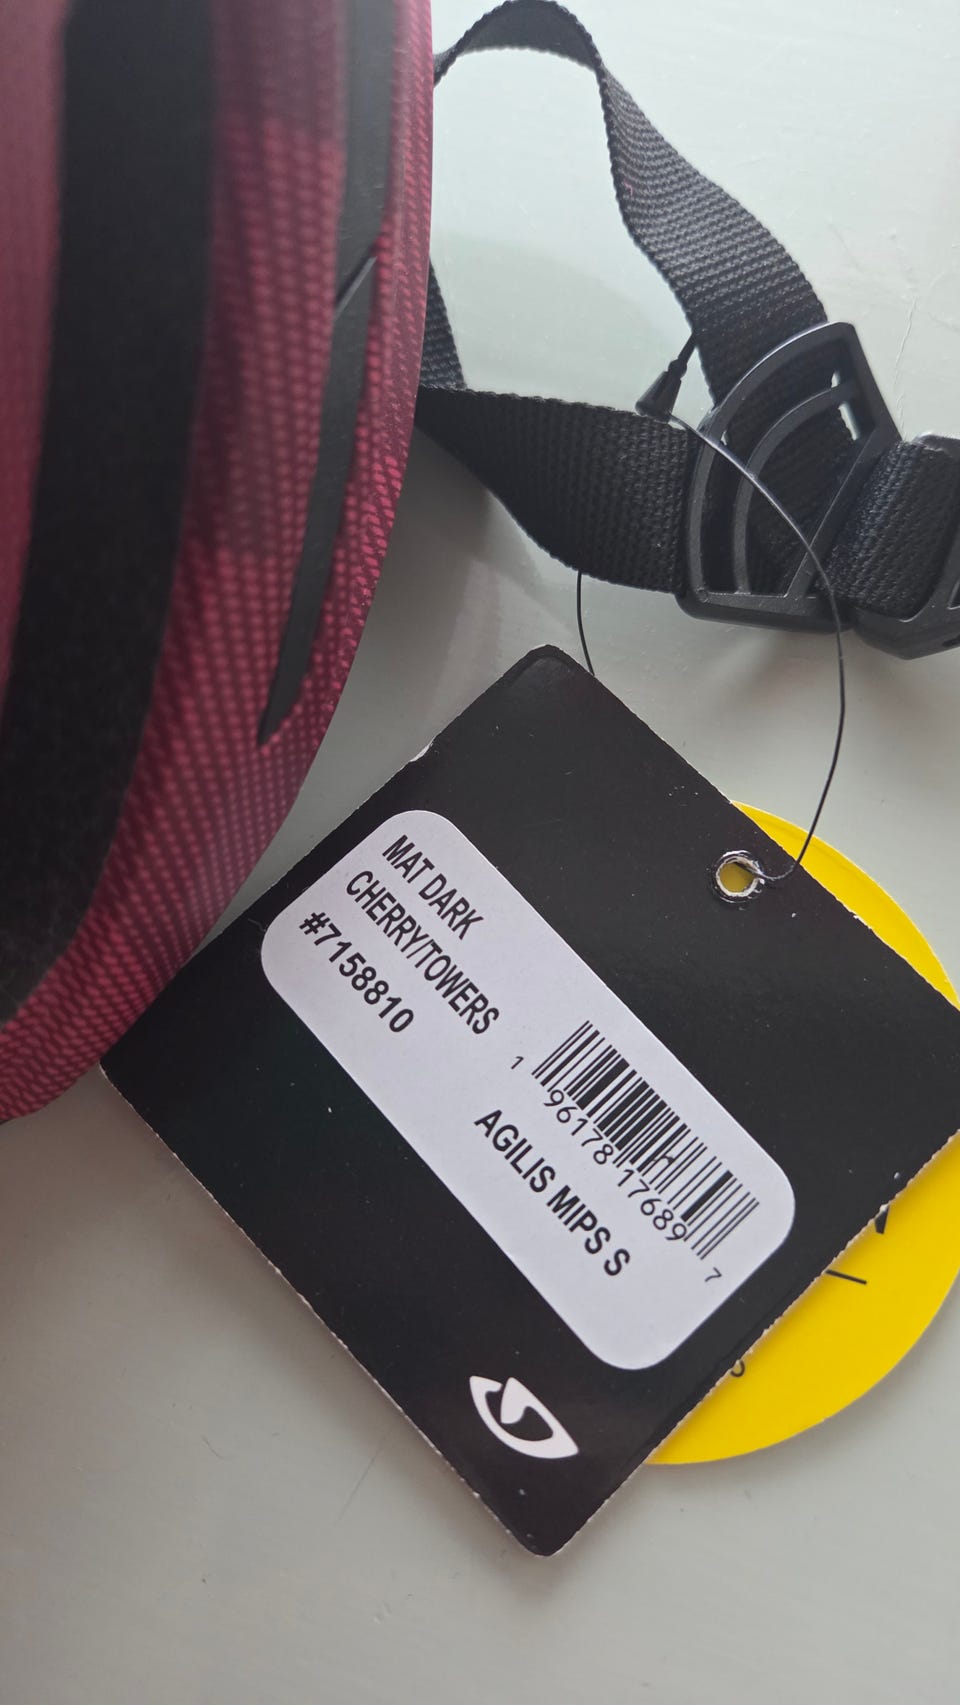 MAT DARK
CHERRY/TOWERS
#7158810
1 96178 17689 7
AGILIS MIPS S